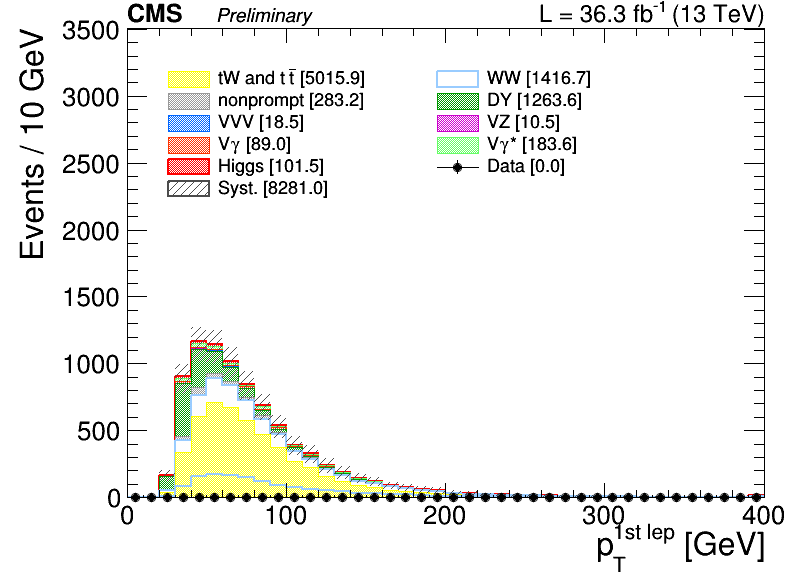 CMS Preliminary L = 36.3 fb⁻¹ (13 TeV)
Events / 10 GeV
3500
3000
2500
2000
1500
1000
500
0
tW and tt̄ [5015.9]
nonprompt [283.2]
VVV [18.5]
Vγ [89.0]
Higgs [101.5]
Syst. [8281.0]
WW [1416.7]
DY [1263.6]
VZ [10.5]
Vγ* [183.6]
Data [0.0]
0 100 200 300 400
p_T^1st lep [GeV]